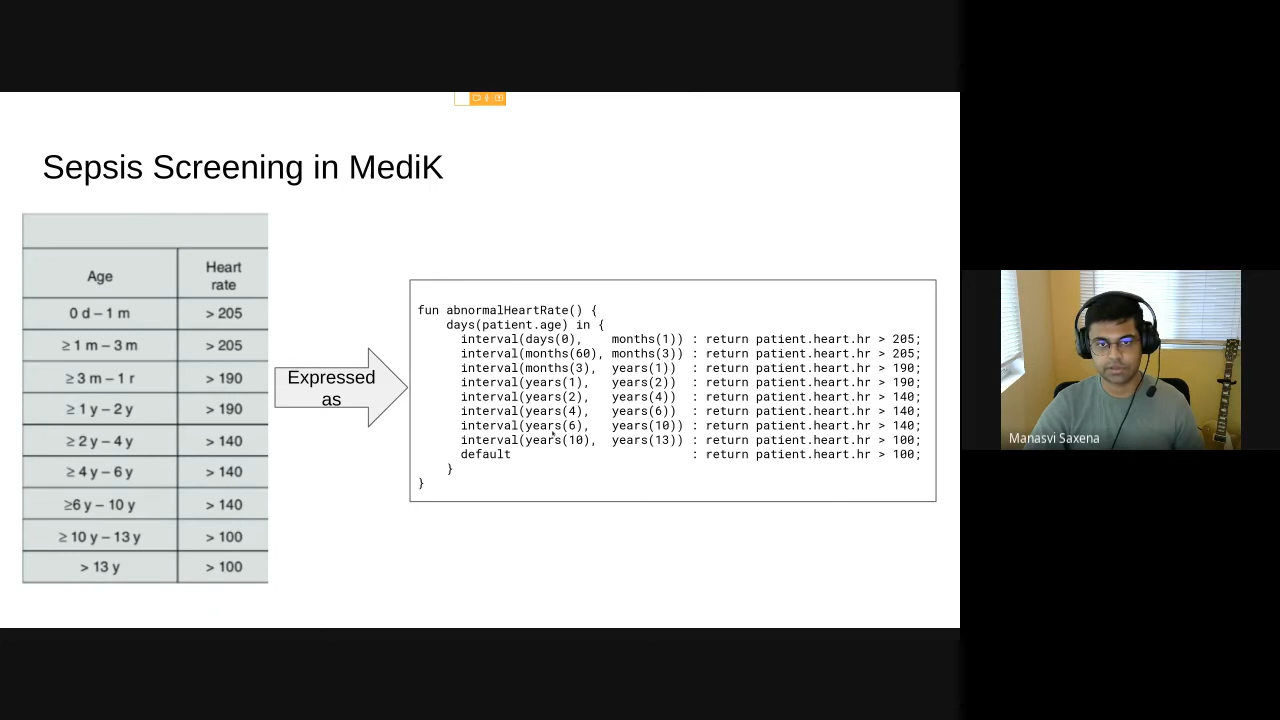 Sepsis Screening in MediK
Age Heart rate
0 d – 1 m > 205
≥ 1 m – 3 m > 205
≥ 3 m – 1 r > 190
≥ 1 y – 2 y > 190
≥ 2 y – 4 y > 140
≥ 4 y – 6 y > 140
≥6 y – 10 y > 140
≥ 10 y – 13 y > 100
> 13 y > 100
Expressed
as
fun abnormalHeartRate() {
days(patient.age) in {
interval(days(0), months(1)) : return patient.heart.hr > 205;
interval(months(60), months(3)) : return patient.heart.hr > 205;
interval(months(3), years(1)) : return patient.heart.hr > 190;
interval(years(1), years(2)) : return patient.heart.hr > 190;
interval(years(2), years(4)) : return patient.heart.hr > 140;
interval(years(4), years(6)) : return patient.heart.hr > 140;
interval(years(6), years(10)) : return patient.heart.hr > 140;
interval(years(10), years(13)) : return patient.heart.hr > 100;
default : return patient.heart.hr > 100;
}
}
Manasvi Saxena